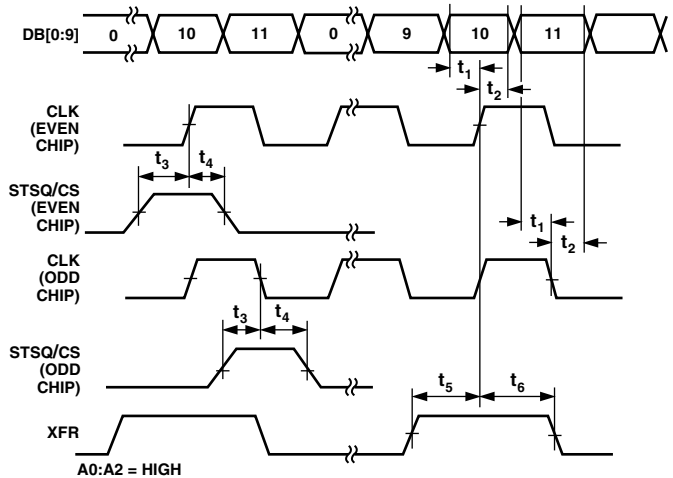 DB[0:9] 0 10 11 0 9 10 11
t1
t2
CLK
(EVEN
CHIP)
t3 t4
STSQ/CS
(EVEN
CHIP)
t1
t2
CLK
(ODD
CHIP)
t3 t4
STSQ/CS
(ODD
CHIP)
t5 t6
XFR
A0:A2 = HIGH